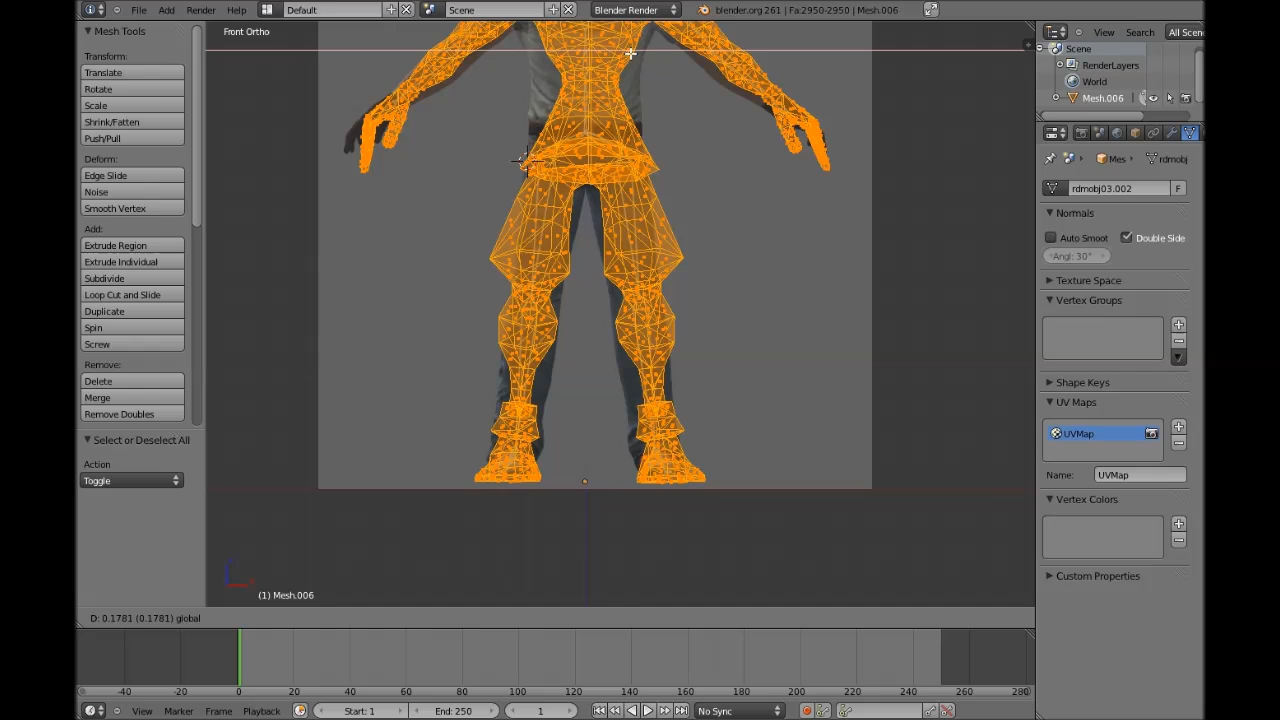 File Add Render Help Default Scene Blender Render blender.org 261 | Fa:2950-2950 | Mesh.006
Mesh Tools
Transform:
Translate
Rotate
Scale
Shrink/Fatten
Push/Pull
Deform:
Edge Slide
Noise
Smooth Vertex
Add:
Extrude Region
Extrude Individual
Subdivide
Loop Cut and Slide
Duplicate
Spin
Screw
Remove:
Delete
Merge
Remove Doubles
Select or Deselect All
Action
Toggle
Front Ortho
(1) Mesh.006
D: 0.1781 (0.1781) global
View Search All Scen
Scene
RenderLayers
World
Mesh.006
Mes rdmobj
rdmobj03.002 F
Normals
Auto Smoot Double Side
Angl: 30°
Texture Space
Vertex Groups
Shape Keys
UV Maps
UVMap
Name: UVMap
Vertex Colors
Custom Properties
-40 -20 0 20 40 60 80 100 120 140 160 180 200 220 240 260 280
View Marker Frame Playback Start: 1 End: 250 1 No Sync